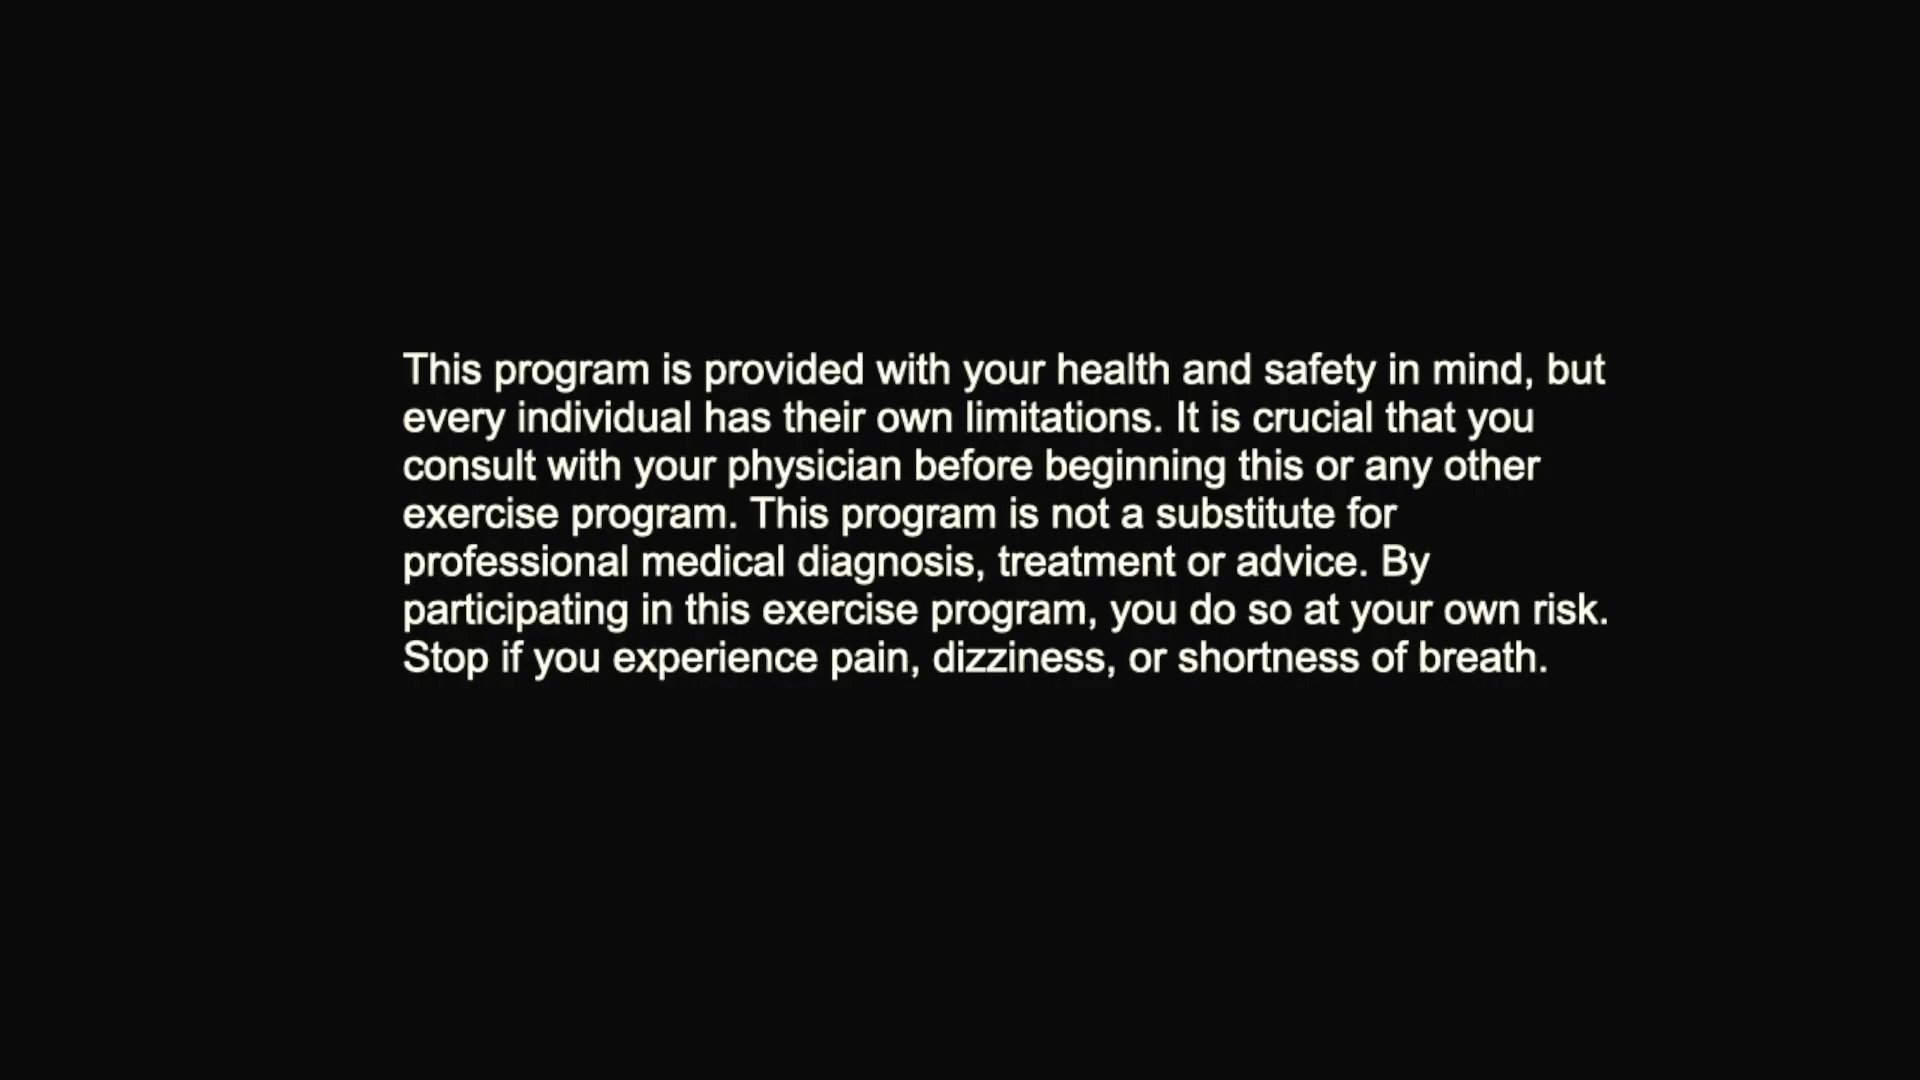 This program is provided with your health and safety in mind, but
every individual has their own limitations. It is crucial that you
consult with your physician before beginning this or any other
exercise program. This program is not a substitute for
professional medical diagnosis, treatment or advice. By
participating in this exercise program, you do so at your own risk.
Stop if you experience pain, dizziness, or shortness of breath.